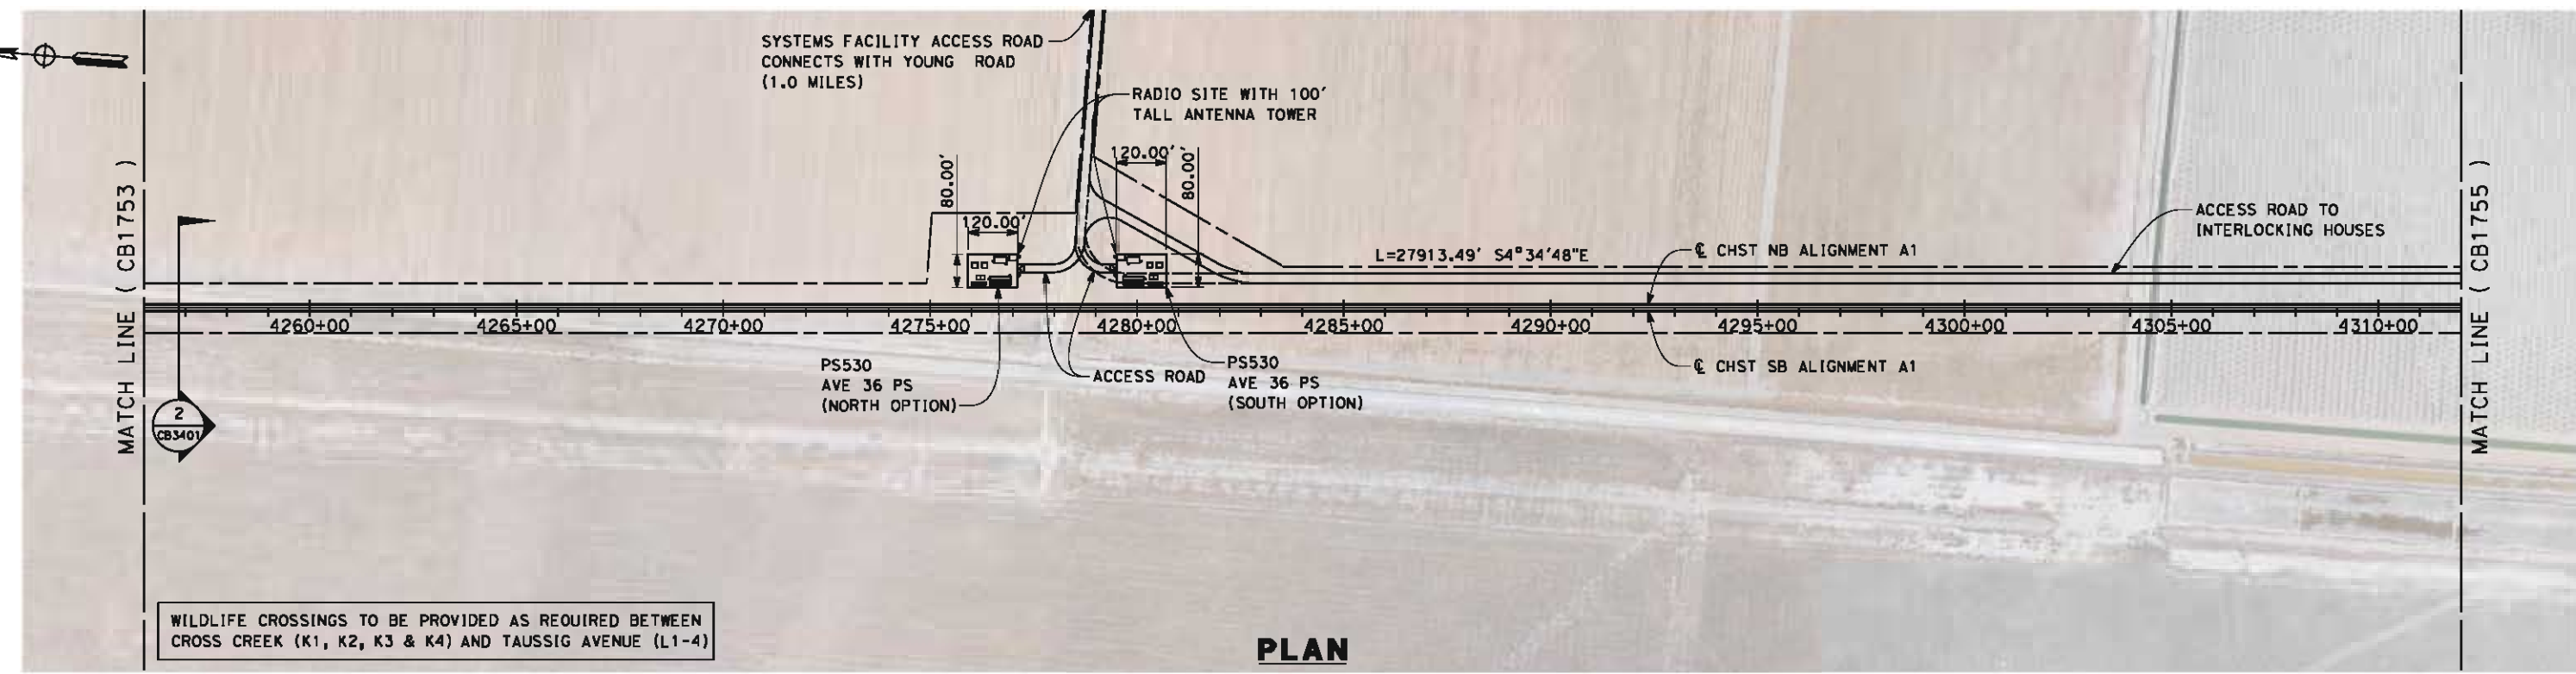 SYSTEMS FACILITY ACCESS ROAD
CONNECTS WITH YOUNG ROAD
(1.0 MILES)
RADIO SITE WITH 100'
TALL ANTENNA TOWER
120.00'
80.00'
80.00'
120.00'
MATCH LINE ( CB1753 )
MATCH LINE ( CB1755 )
ACCESS ROAD TO
INTERLOCKING HOUSES
L=27913.49' S4°34'48"E
℄ CHST NB ALIGNMENT A1
4260+00
4265+00
4270+00
4275+00
4280+00
4285+00
4290+00
4295+00
4300+00
4305+00
4310+00
PS530
AVE 36 PS
(NORTH OPTION)
ACCESS ROAD
PS530
AVE 36 PS
(SOUTH OPTION)
℄ CHST SB ALIGNMENT A1
2
CB3401
WILDLIFE CROSSINGS TO BE PROVIDED AS REQUIRED BETWEEN
CROSS CREEK (K1, K2, K3 & K4) AND TAUSSIG AVENUE (L1-4)
PLAN